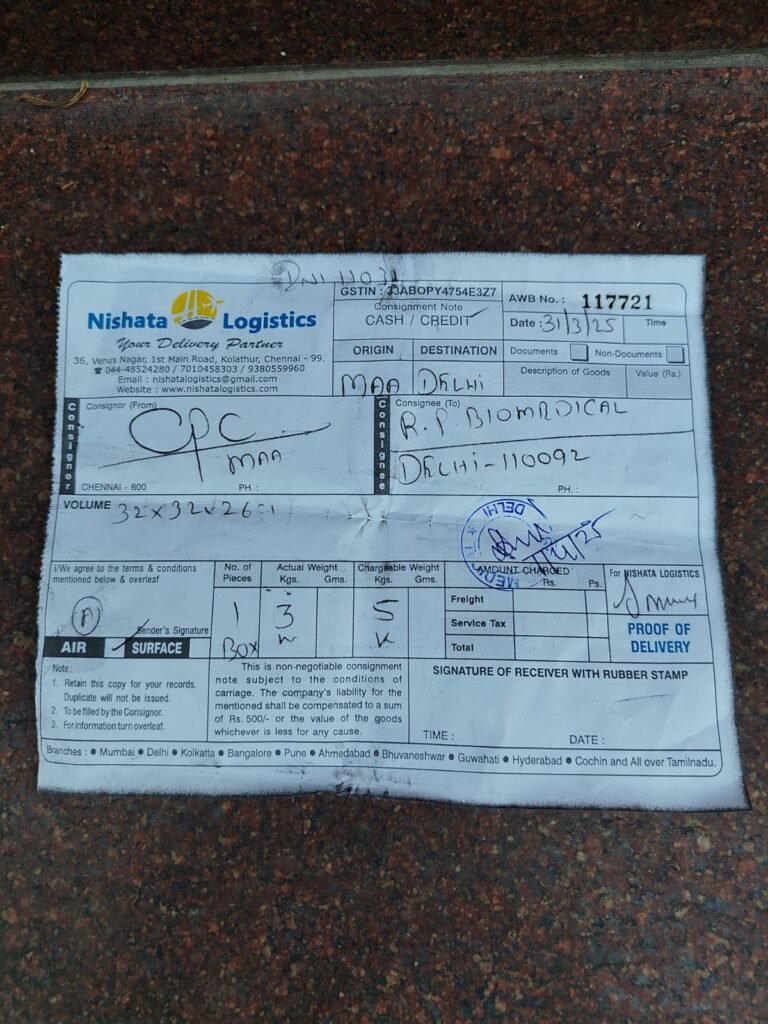 DNI 11031
Nishata Logistics
Your Delivery Partner
36, Venus Nagar, 1st Main Road, Kolathur, Chennai - 99.
☎ 044-48524280 / 7010458303 / 9380559960
Email : nishatalogistics@gmail.com
Website : www.nishatalogistics.com
GSTIN : 33ABOPY4754E3Z7
Consignment Note
CASH / CREDIT ✓
AWB No. : 117721
Date : 31/3/25 Time
ORIGIN DESTINATION
MAA DELHI
Documents Non-Documents
Description of Goods Value (Rs.)
Consignor
Consignor (From)
CPC
MAA
CHENNAI - 600 PH. :
Consignee
Consignee (To)
R.P. BIOMEDICAL
DELHI-110092
PH. :
VOLUME 32x32x26=1
DELHI
MEDICAL
I/We agree to the terms & conditions
mentioned below & overleaf
A
Sender's Signature
AIR ✓ SURFACE
No. of Pieces
1
BOX
Actual Weight
Kgs. Gms.
3
Chargeable Weight
Kgs. Gms.
5
K
AMOUNT CHARGED
Rs. Ps.
Freight
Service Tax
Total
For NISHATA LOGISTICS
PROOF OF
DELIVERY
Note :
1. Retain this copy for your records.
Duplicate will not be issued.
2. To be filled by the Consignor.
3. For information turn overleaf.
This is non-negotiable consignment
note subject to the conditions of
carriage. The company's liability for
the mentioned shall be compensated to a sum
of Rs. 500/- or the value of the goods
whichever is less for any cause.
SIGNATURE OF RECEIVER WITH RUBBER STAMP
TIME : DATE :
Branches : • Mumbai • Delhi • Kolkatta • Bangalore • Pune • Ahmedabad • Bhuvaneshwar • Guwahati • Hyderabad • Cochin and All over Tamilnadu.